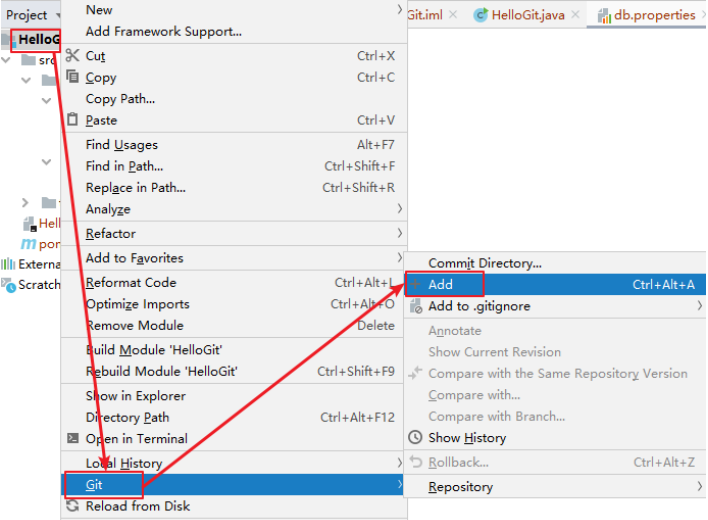 Project
Git.iml
HelloGit.java
db.properties
HelloG
src
Hell
pom
Externa
Scratch
New
Add Framework Support...
Cut Ctrl+X
Copy Ctrl+C
Copy Path...
Paste Ctrl+V
Find Usages Alt+F7
Find in Path... Ctrl+Shift+F
Replace in Path... Ctrl+Shift+R
Analyze
Refactor
Add to Favorites
Reformat Code Ctrl+Alt+L
Optimize Imports Ctrl+Alt+O
Remove Module Delete
Build Module 'HelloGit'
Rebuild Module 'HelloGit' Ctrl+Shift+F9
Show in Explorer
Directory Path Ctrl+Alt+F12
Open in Terminal
Local History
Git
Reload from Disk
Commit Directory...
Add Ctrl+Alt+A
Add to .gitignore
Annotate
Show Current Revision
Compare with the Same Repository Version
Compare with...
Compare with Branch...
Show History
Rollback... Ctrl+Alt+Z
Repository